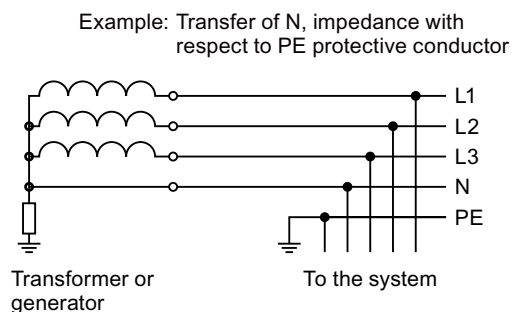 Example: Transfer of N, impedance with
respect to PE protective conductor
L1
L2
L3
N
PE
Transformer or
generator
To the system